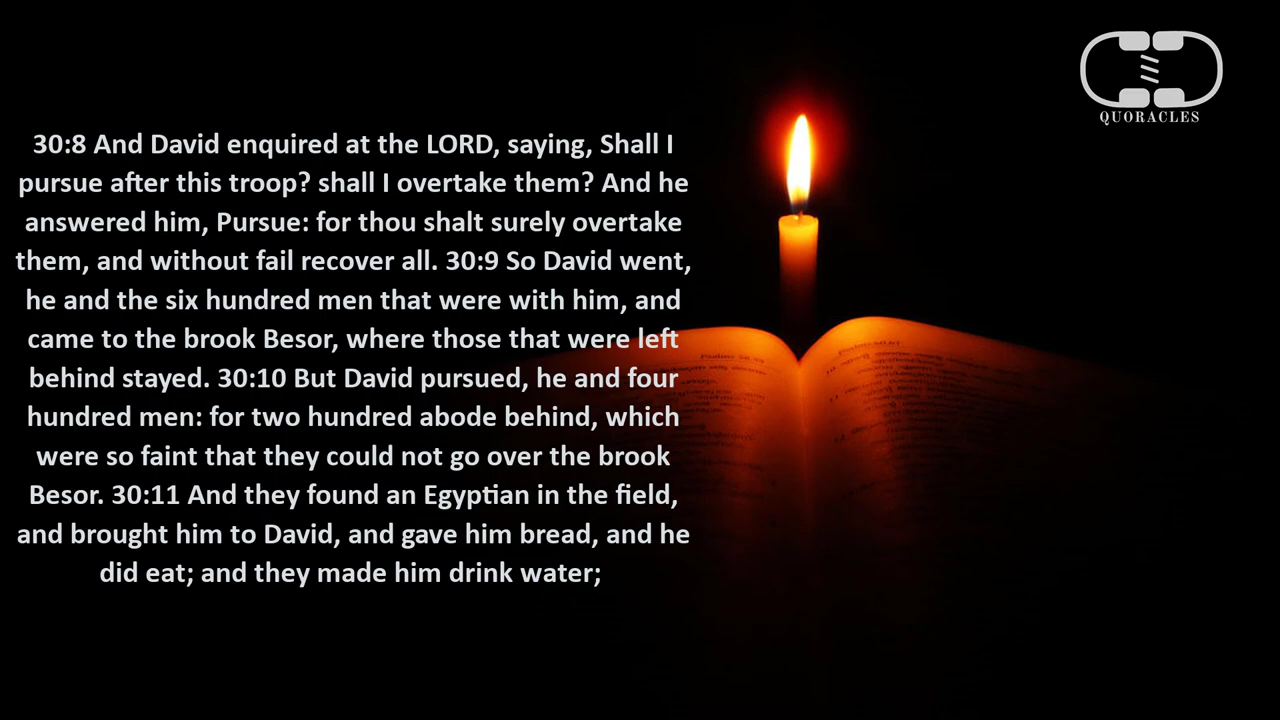 30:8 And David enquired at the LORD, saying, Shall I
pursue after this troop? shall I overtake them? And he
answered him, Pursue: for thou shalt surely overtake
them, and without fail recover all. 30:9 So David went,
he and the six hundred men that were with him, and
came to the brook Besor, where those that were left
behind stayed. 30:10 But David pursued, he and four
hundred men: for two hundred abode behind, which
were so faint that they could not go over the brook
Besor. 30:11 And they found an Egyptian in the field,
and brought him to David, and gave him bread, and he
did eat; and they made him drink water;
QUORACLES